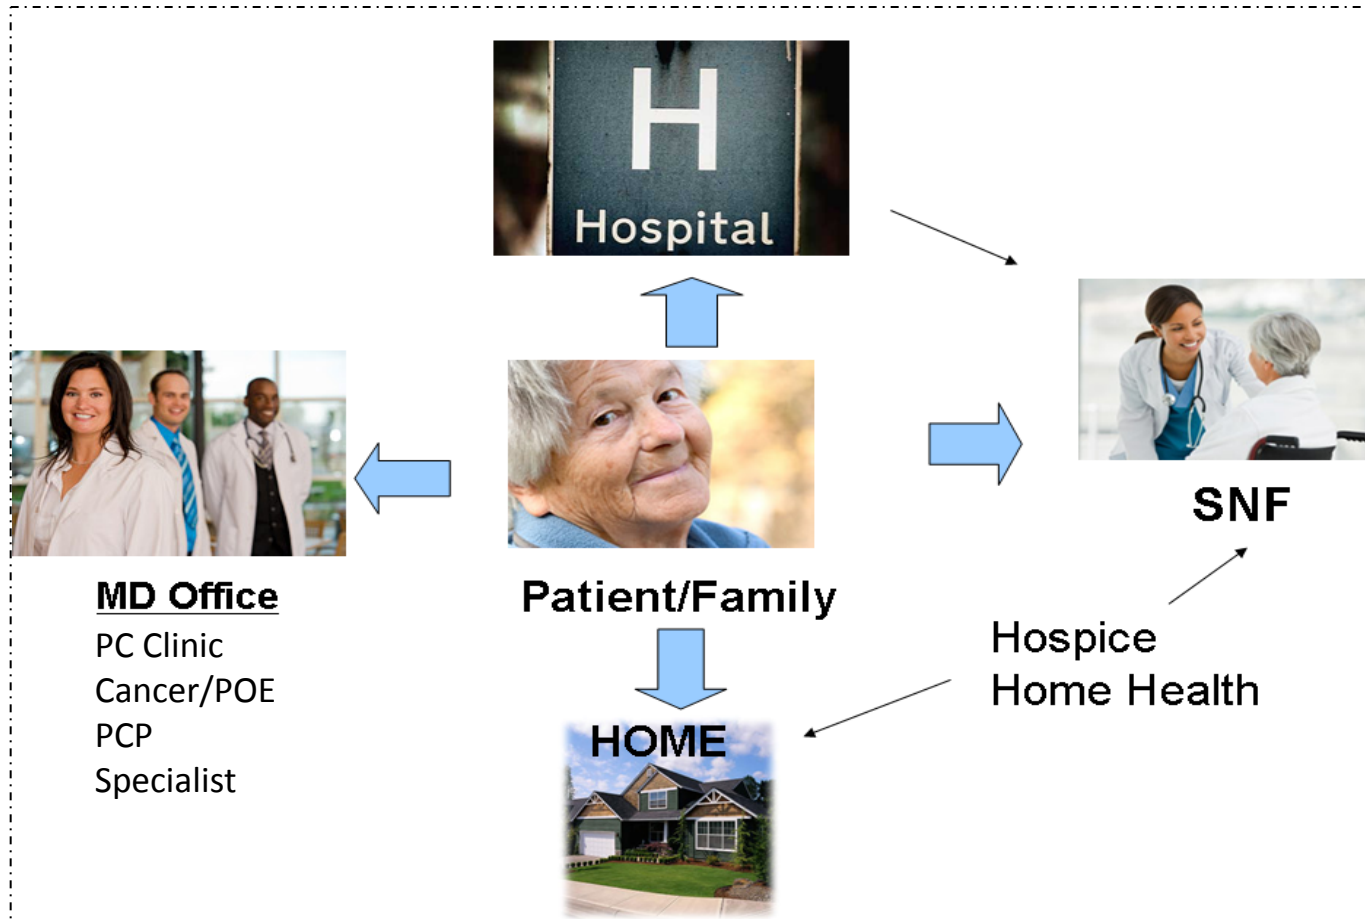 H
Hospital
SNF
MD Office
PC Clinic
Cancer/POE
PCP
Specialist
Patient/Family
Hospice
Home Health
HOME